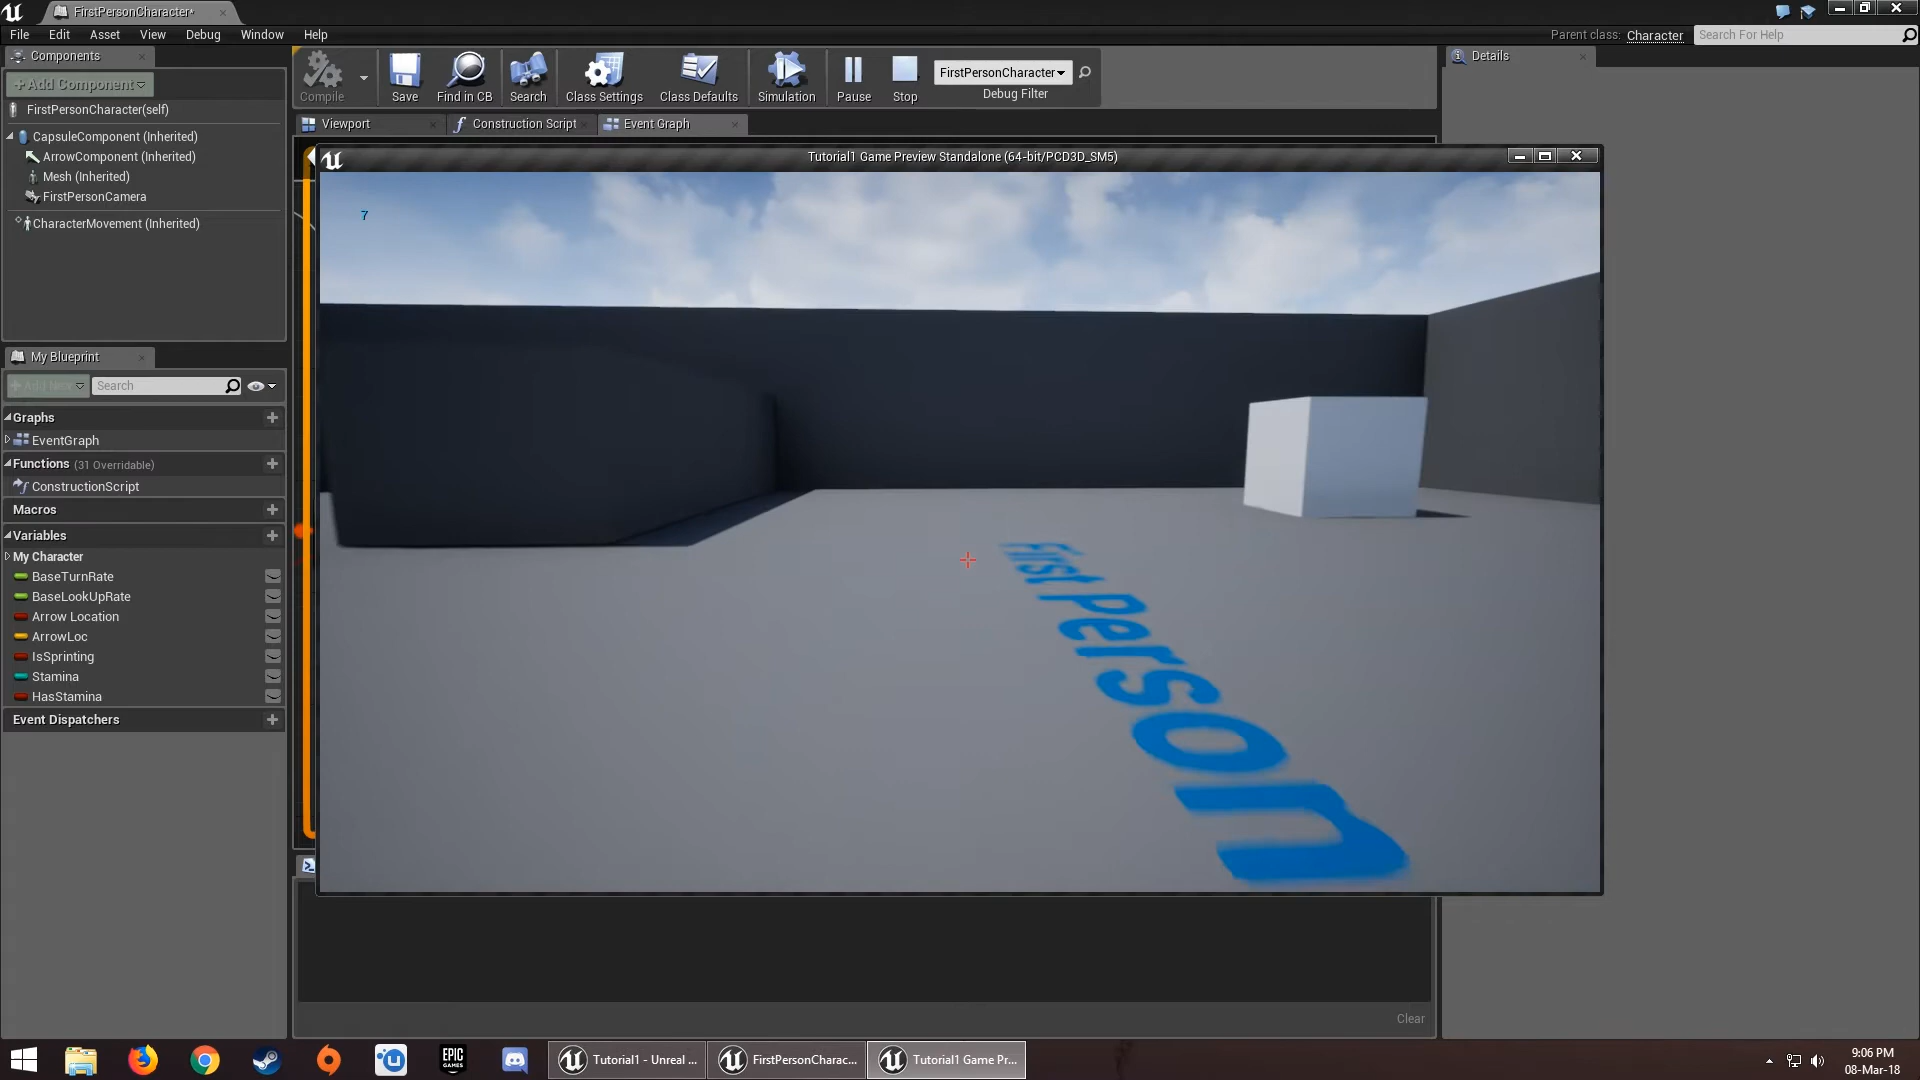 FirstPersonCharacter*
File Edit Asset View Debug Window Help
Parent class: Character
Search For Help
Components
+Add Component
FirstPersonCharacter(self)
CapsuleComponent (Inherited)
ArrowComponent (Inherited)
Mesh (Inherited)
FirstPersonCamera
CharacterMovement (Inherited)
Compile
Save
Find in CB
Search
Class Settings
Class Defaults
Simulation
Pause
Stop
FirstPersonCharacter
Debug Filter
Details
Viewport
Construction Script
Event Graph
Tutorial1 Game Preview Standalone (64-bit/PCD3D_SM5)
7
First Person
My Blueprint
+ Add New
Search
Graphs
EventGraph
Functions (31 Overridable)
ConstructionScript
Macros
Variables
My Character
BaseTurnRate
BaseLookUpRate
Arrow Location
ArrowLoc
IsSprinting
Stamina
HasStamina
Event Dispatchers
Clear
EPIC
GAMES
Tutorial1 - Unreal ...
FirstPersonCharac...
Tutorial1 Game Pr...
9:06 PM
08-Mar-18